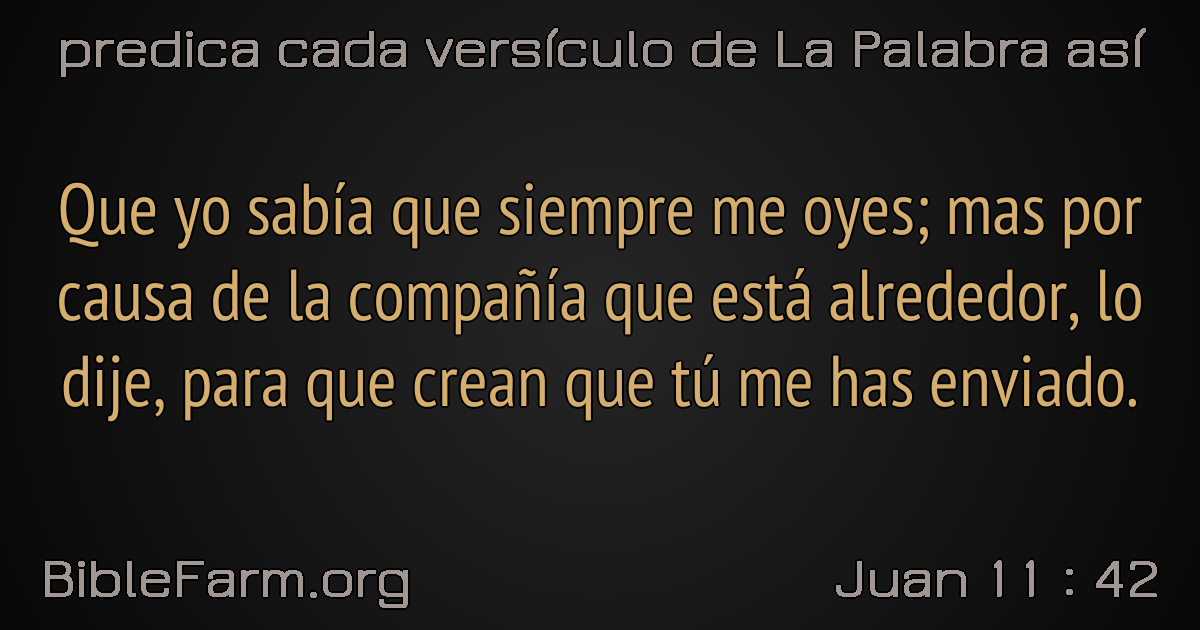 predica cada versículo de La Palabra así
Que yo sabía que siempre me oyes; mas por
causa de la compañía que está alrededor, lo
dije, para que crean que tú me has enviado.
BibleFarm.org
Juan 11 : 42